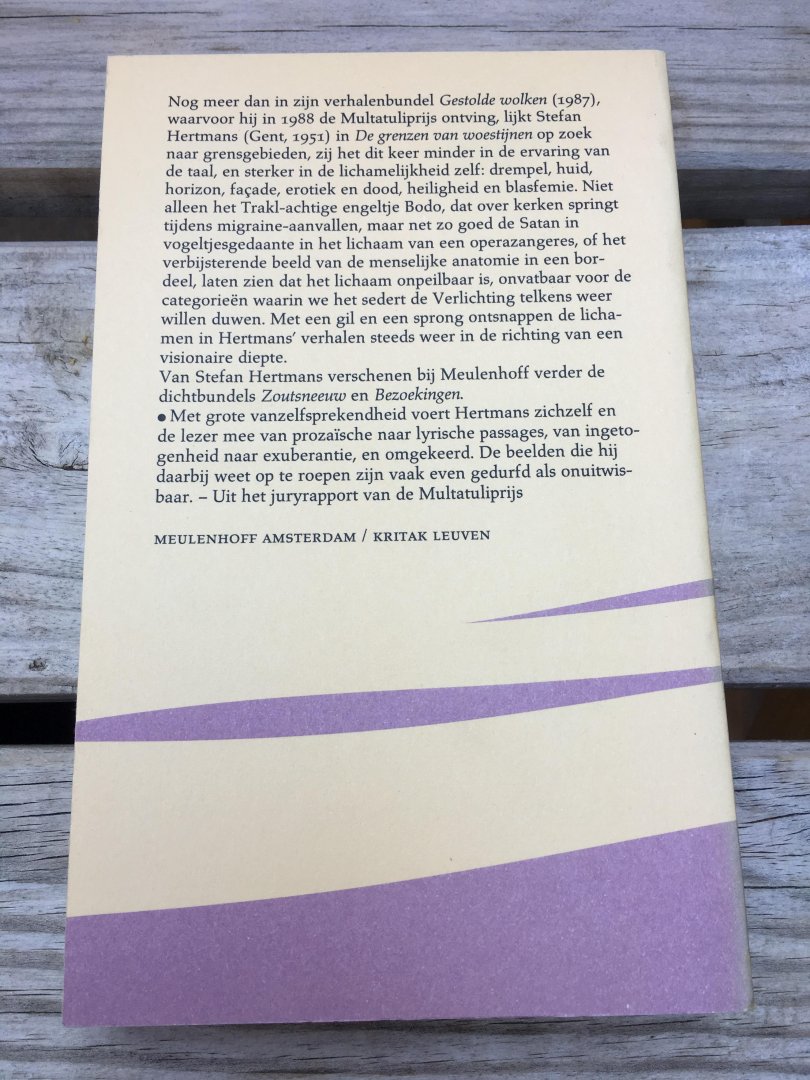 Nog meer dan in zijn verhalenbundel Gestolde wolken (1987),
waarvoor hij in 1988 de Multatuliprijs ontving, lijkt Stefan
Hertmans (Gent, 1951) in De grenzen van woestijnen op zoek
naar grensgebieden, zij het dit keer minder in de ervaring van
de taal, en sterker in de lichamelijkheid zelf: drempel, huid,
horizon, façade, erotiek en dood, heiligheid en blasfemie. Niet
alleen het Trakl-achtige engeltje Bodo, dat over kerken springt
tijdens migraine-aanvallen, maar net zo goed de Satan in
vogeltjesgedaante in het lichaam van een operazangeres, of het
verbijsterende beeld van de menselijke anatomie in een bor-
deel, laten zien dat het lichaam onpeilbaar is, onvatbaar voor de
categorieën waarin we het sedert de Verlichting telkens weer
willen duwen. Met een gil en een sprong ontsnappen de licha-
men in Hertmans' verhalen steeds weer in de richting van een
visionaire diepte.
Van Stefan Hertmans verschenen bij Meulenhoff verder de
dichtbundels Zoutsneeuw en Bezoekingen.
● Met grote vanzelfsprekendheid voert Hertmans zichzelf en
de lezer mee van prozaïsche naar lyrische passages, van ingeto-
genheid naar exuberantie, en omgekeerd. De beelden die hij
daarbij weet op te roepen zijn vaak even gedurfd als onuitwis-
baar. – Uit het juryrapport van de Multatuliprijs
MEULENHOFF AMSTERDAM / KRITAK LEUVEN